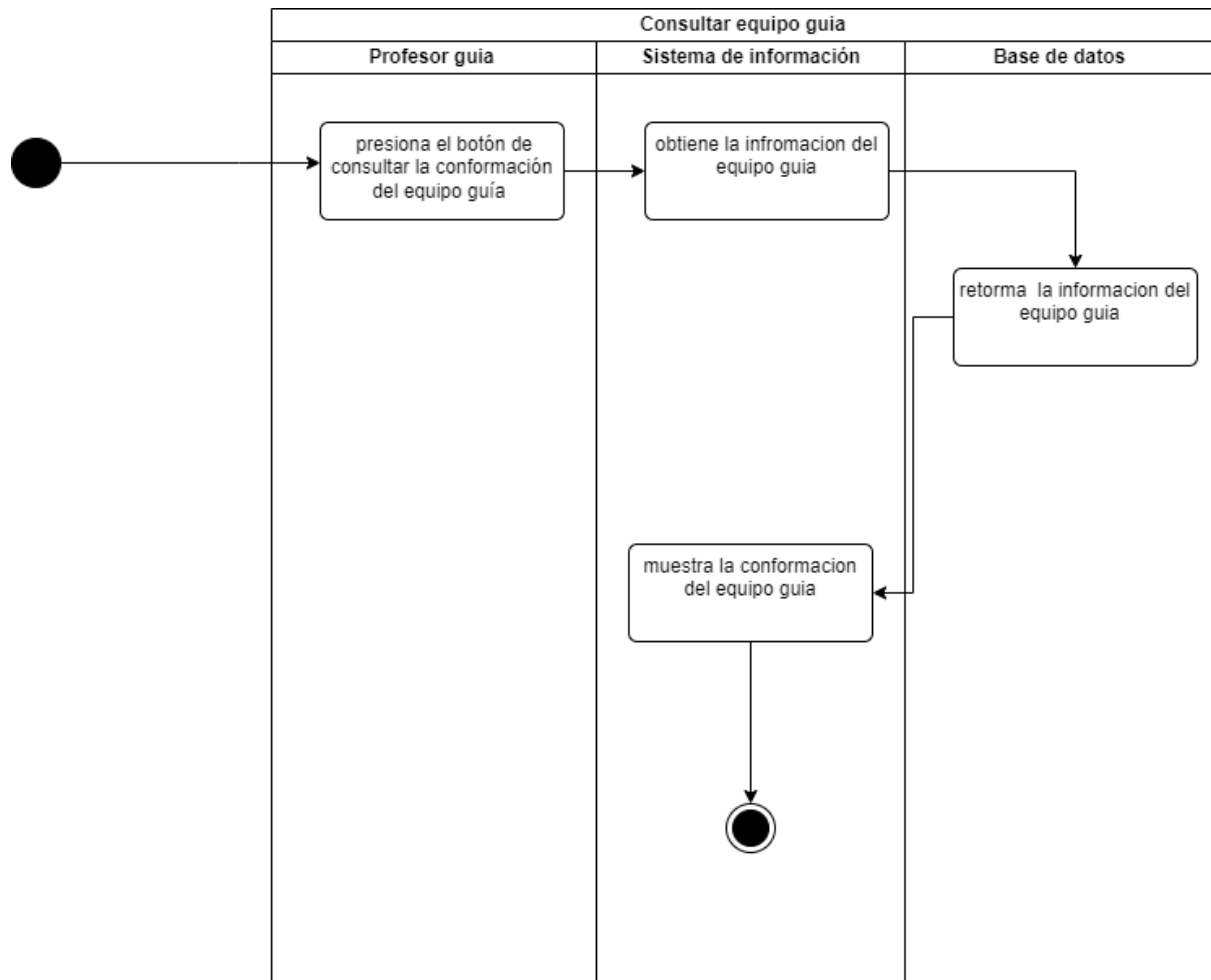 Consultar equipo guia
Profesor guia
Sistema de información
Base de datos
presiona el botón de
consultar la conformación
del equipo guía
obtiene la infromacion del
equipo guia
retorma  la informacion del
equipo guia
muestra la conformacion
del equipo guia